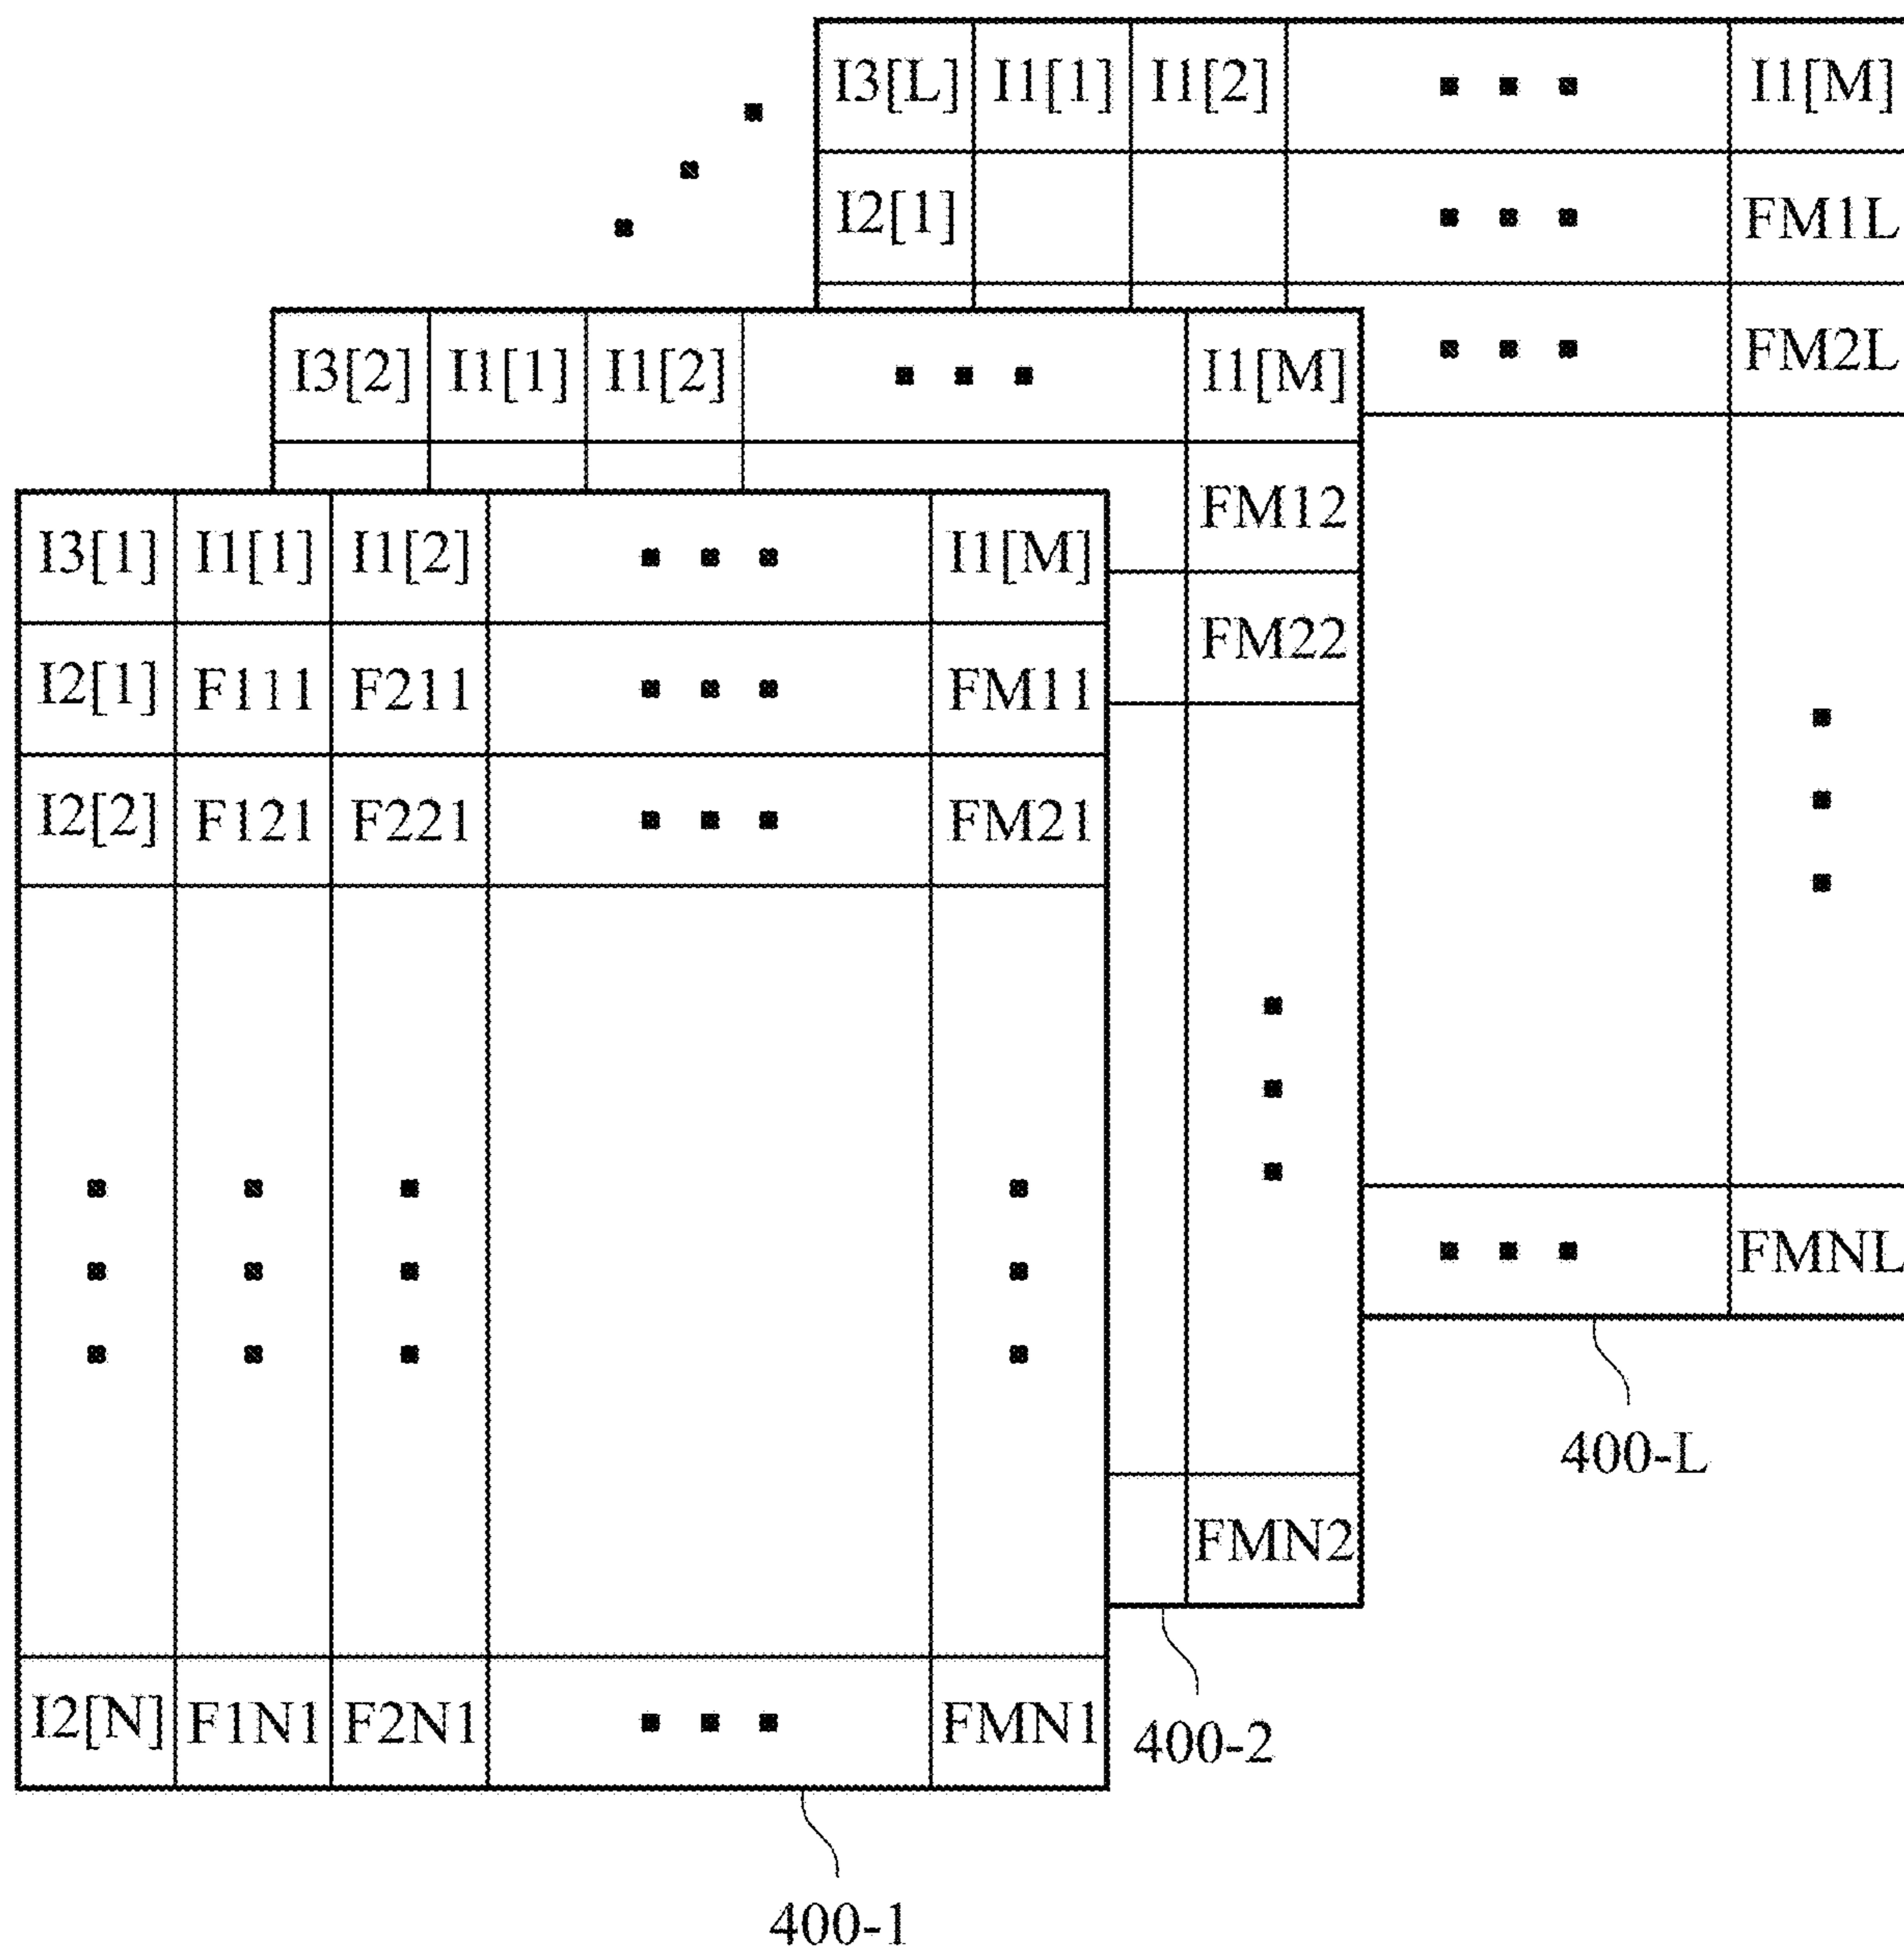 I3[L] I1[1] I1[2] I1[M]
I2[1] FM1L
FM2L
FMNL
400-L
I3[2] I1[1] I1[2] I1[M]
FM12
FM22
FMN2
400-2
I3[1] I1[1] I1[2] I1[M]
I2[1] F111 F211 FM11
I2[2] F121 F221 FM21
I2[N] F1N1 F2N1 FMN1
400-1